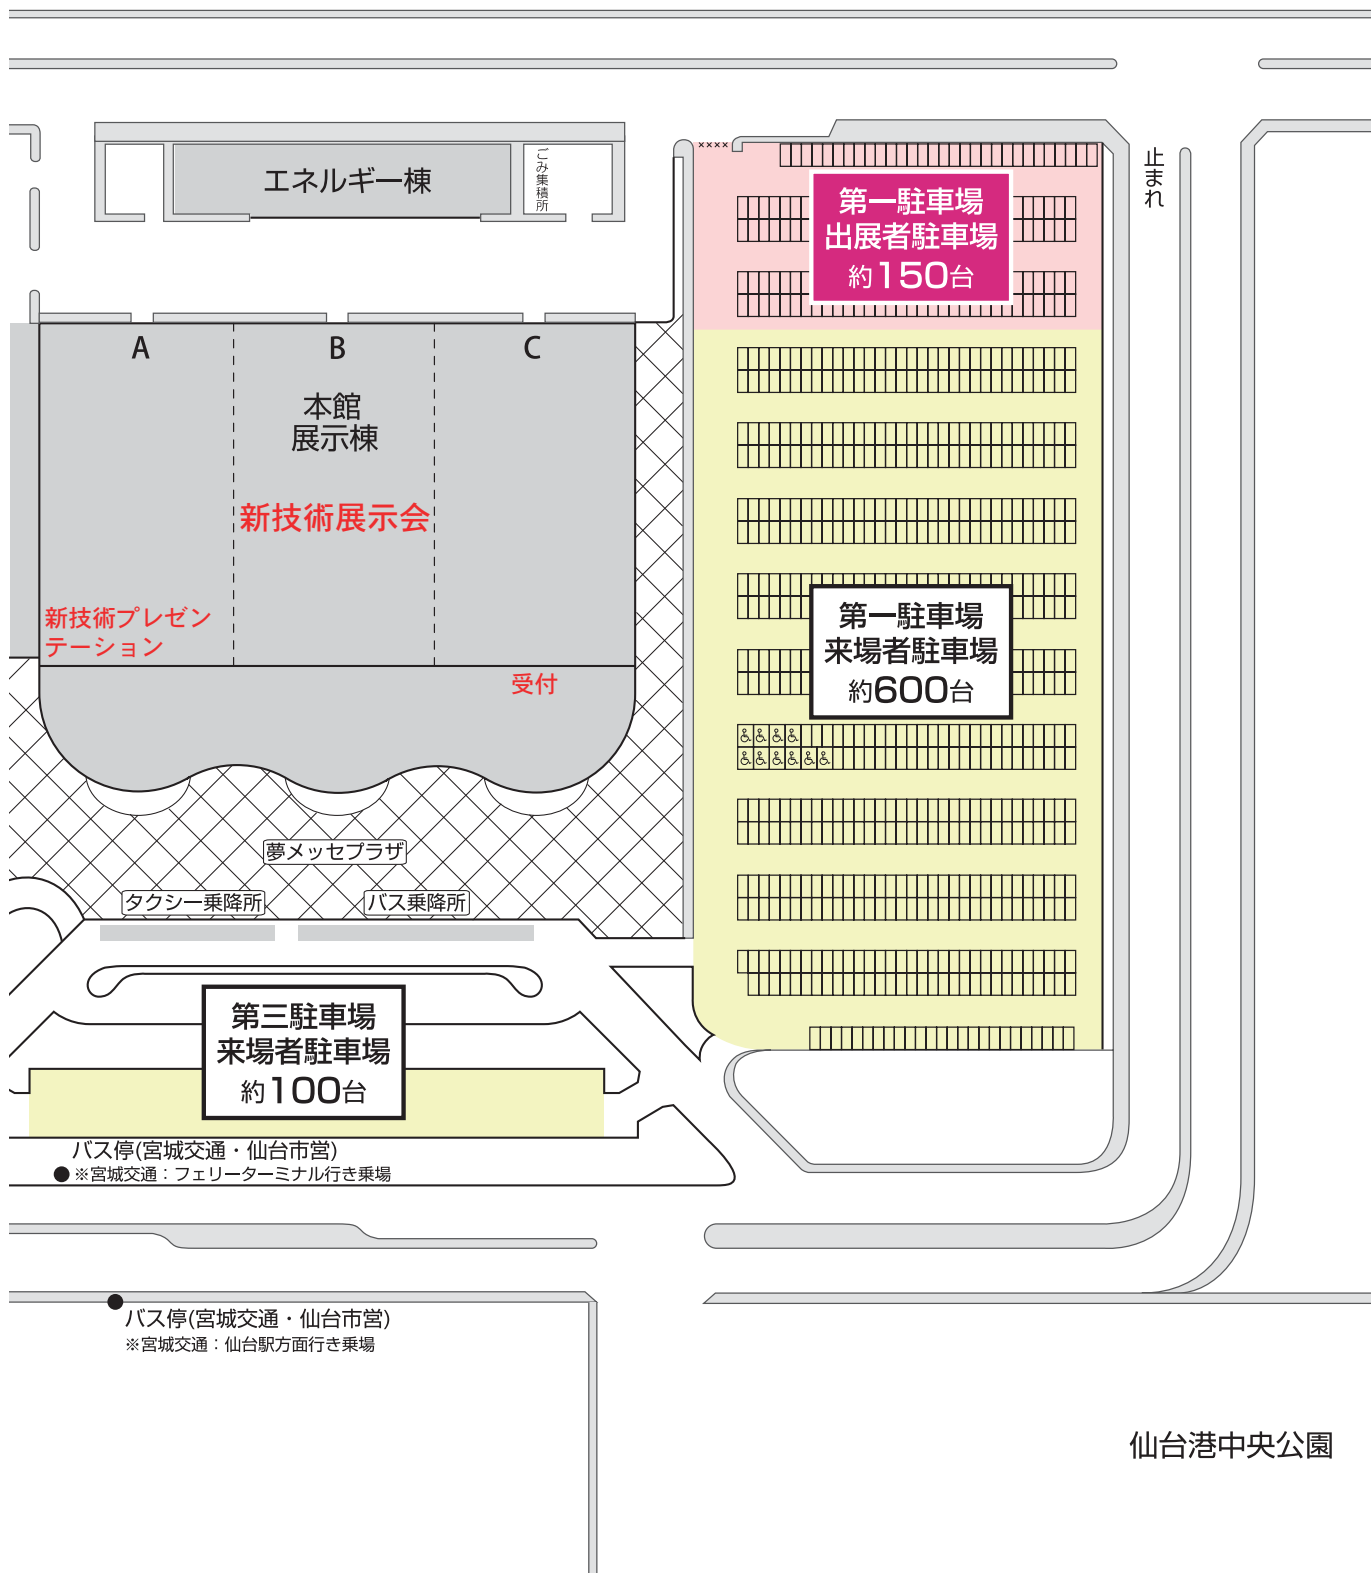 エネルギー棟
ごみ集積所
止まれ
第一駐車場
出展者駐車場
約150台
A
B
C
本館
展示棟
新技術展示会
新技術プレゼン
テーション
受付
第一駐車場
来場者駐車場
約600台
夢メッセプラザ
タクシー乗降所
バス乗降所
第三駐車場
来場者駐車場
約100台
バス停(宮城交通・仙台市営)
※宮城交通：フェリーターミナル行き乗場
バス停(宮城交通・仙台市営)
※宮城交通：仙台駅方面行き乗場
仙台港中央公園